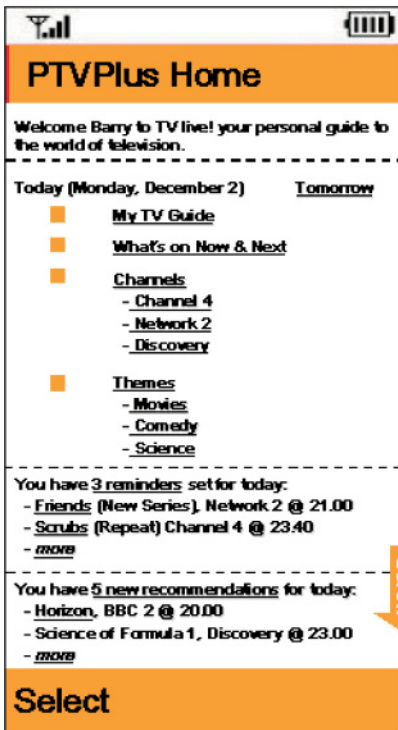 PTVPlus Home
Welcome Barry to TV live! your personal guide to
the world of television.
Today (Monday, December 2) Tomorrow
My TV Guide
What's on Now & Next
Channels
- Channel 4
- Network 2
- Discovery
Themes
- Movies
- Comedy
- Science
You have 3 reminders set for today:
- Friends (New Series), Network 2 @ 21.00
- Scrubs (Repeat) Channel 4 @ 23.40
- more
You have 5 new recommendations for today:
- Horizon, BBC 2 @ 20.00
- Science of Formula 1, Discovery @ 23.00
- more
Select